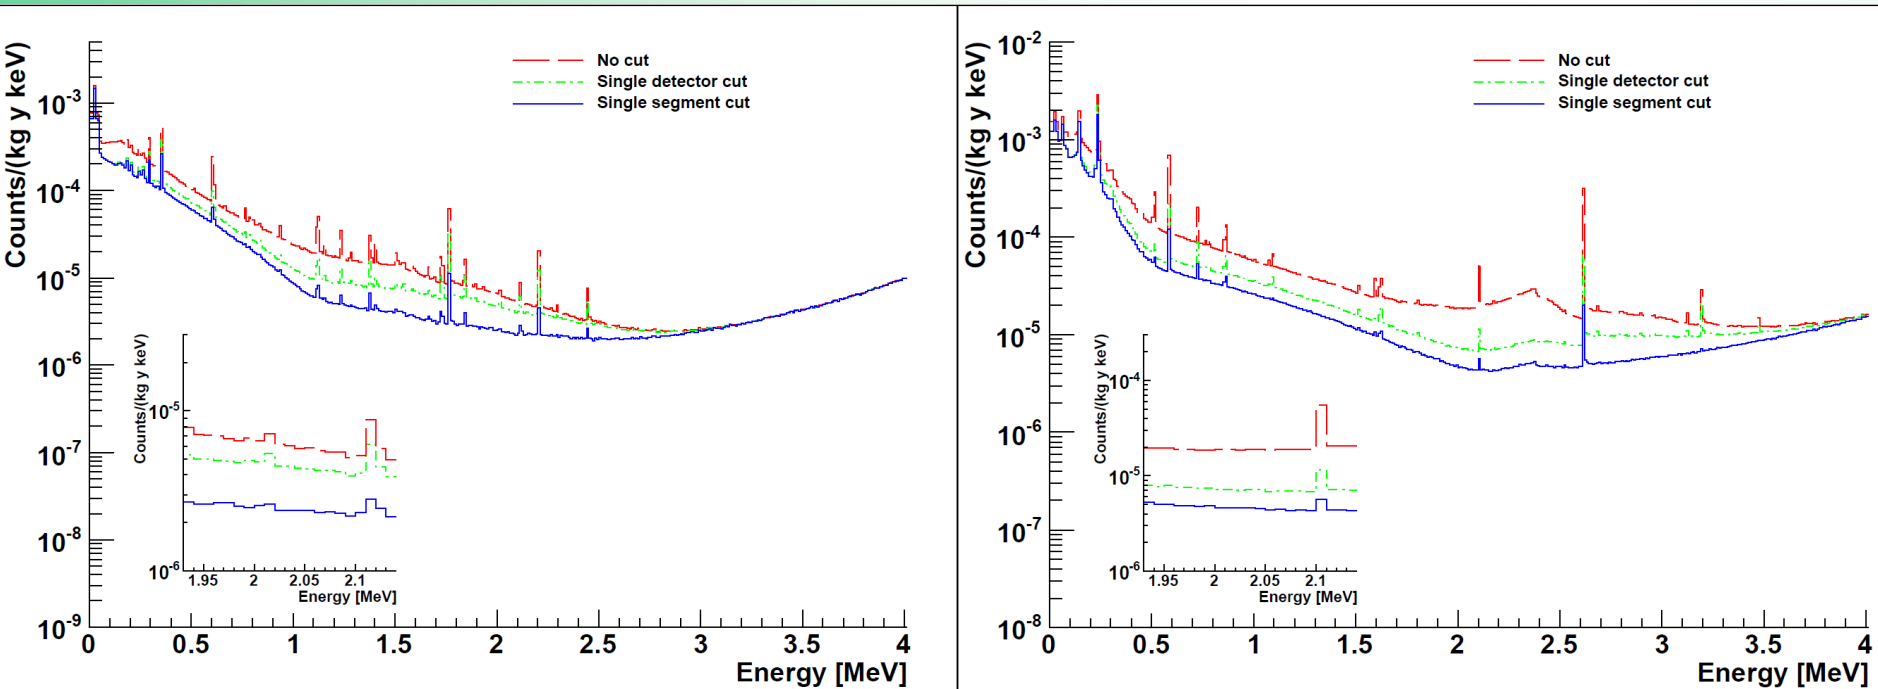 Counts/(kg y keV)
10-3
10-4
10-5
10-6
10-7
10-8
10-9
No cut
Single detector cut
Single segment cut
Counts/(kg y keV)
10-5
10-6
1.95 2 2.05 2.1
Energy [MeV]
0 0.5 1 1.5 2 2.5 3 3.5 4
Energy [MeV]
Counts/(kg y keV)
10-2
10-3
10-4
10-5
10-6
10-7
10-8
No cut
Single detector cut
Single segment cut
Counts/(kg y keV)
10-4
10-5
10-6
1.95 2 2.05 2.1
Energy [MeV]
0 0.5 1 1.5 2 2.5 3 3.5 4
Energy [MeV]